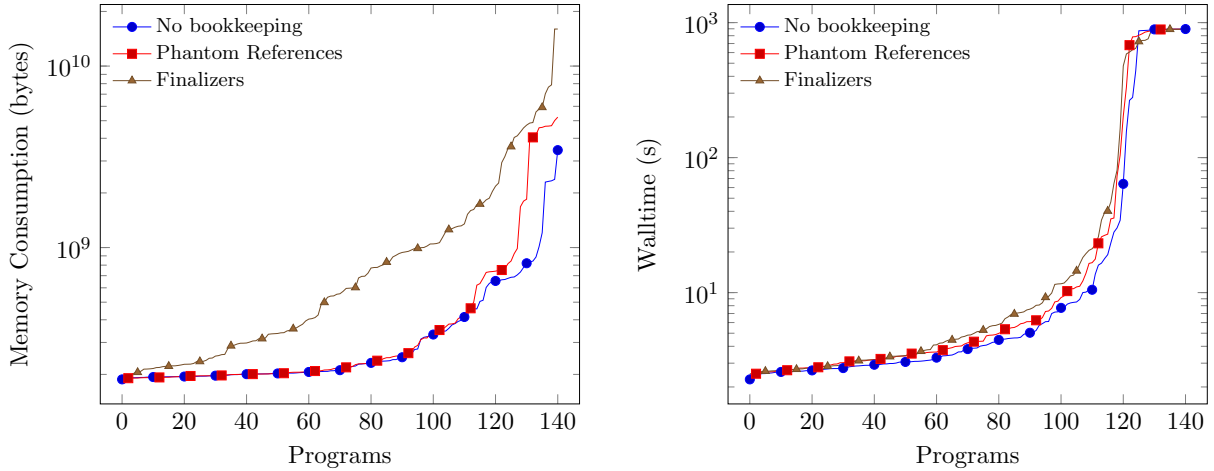 Memory Consumption (bytes)
10^10
10^9
No bookkeeping
Phantom References
Finalizers
0 20 40 60 80 100 120 140
Programs
Walltime (s)
10^3
10^2
10^1
No bookkeeping
Phantom References
Finalizers
0 20 40 60 80 100 120 140
Programs